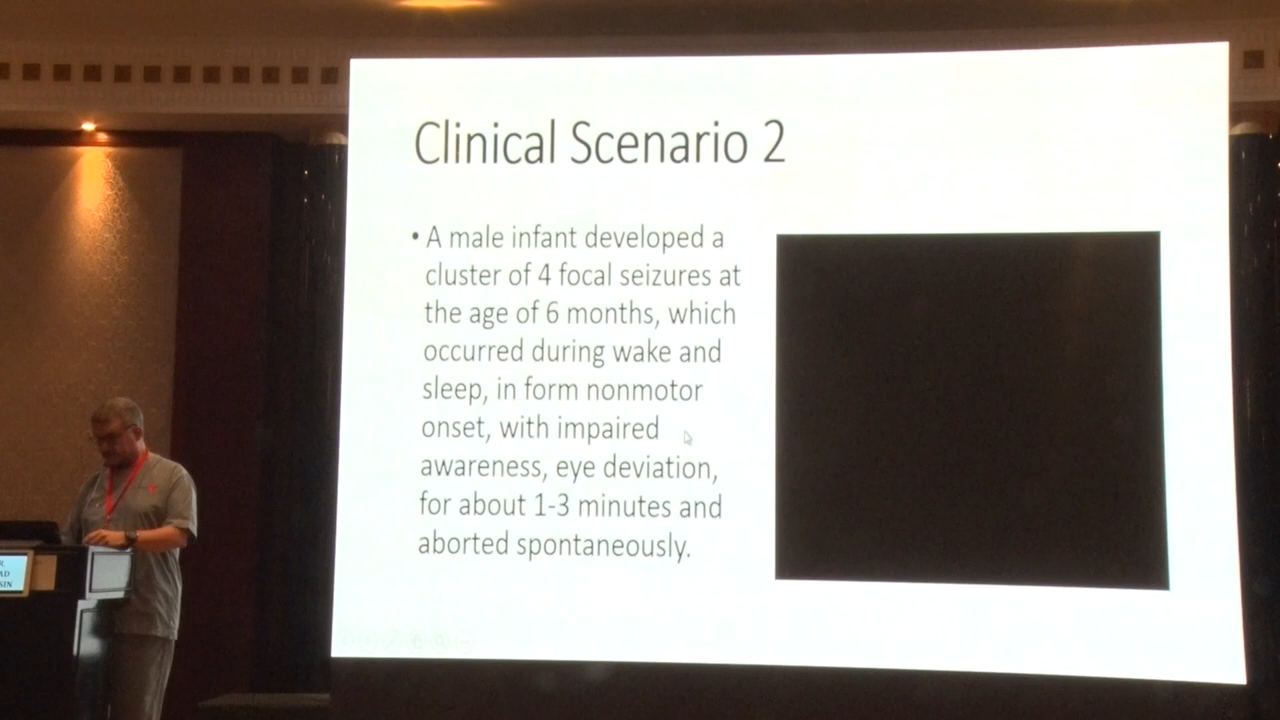 Clinical Scenario 2
• A male infant developed a
cluster of 4 focal seizures at
the age of 6 months, which
occurred during wake and
sleep, in form nonmotor
onset, with impaired
awareness, eye deviation,
for about 1-3 minutes and
aborted spontaneously.
R.
AD
SIN